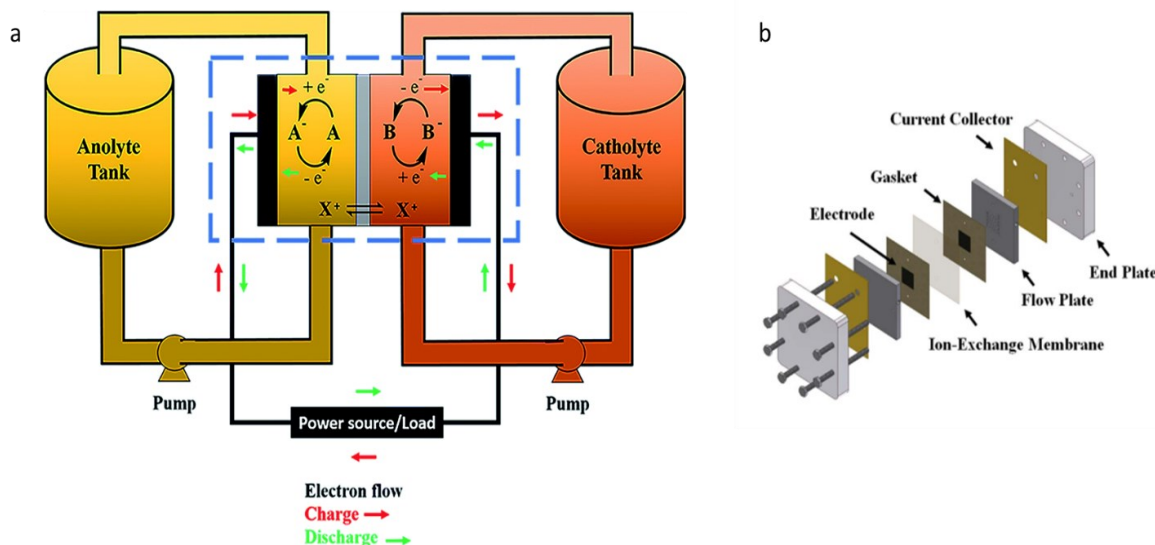 a
Anolyte
Tank
+ e-
A- A
- e-
X+
- e-
B B-
+ e-
X+
Catholyte
Tank
Pump
Power source/Load
Pump
Electron flow
Charge
Discharge
b
Current Collector
Gasket
Electrode
End Plate
Flow Plate
Ion-Exchange Membrane